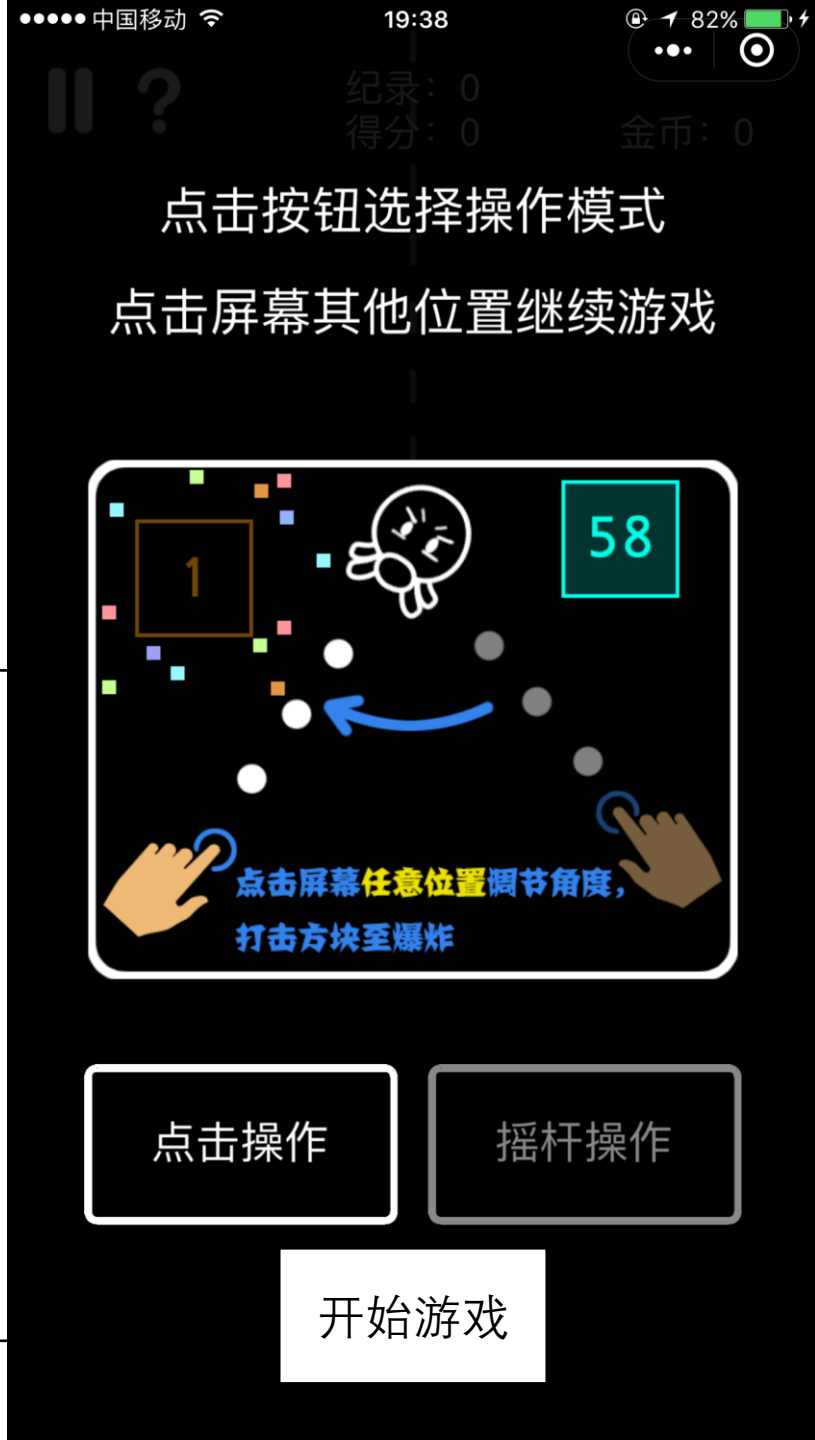 中国移动 19:38 82%
纪录：0
得分：0 金币：0
点击按钮选择操作模式
点击屏幕其他位置继续游戏
1 58
点击屏幕任意位置调节角度，
打击方块至爆炸
点击操作 摇杆操作
开始游戏